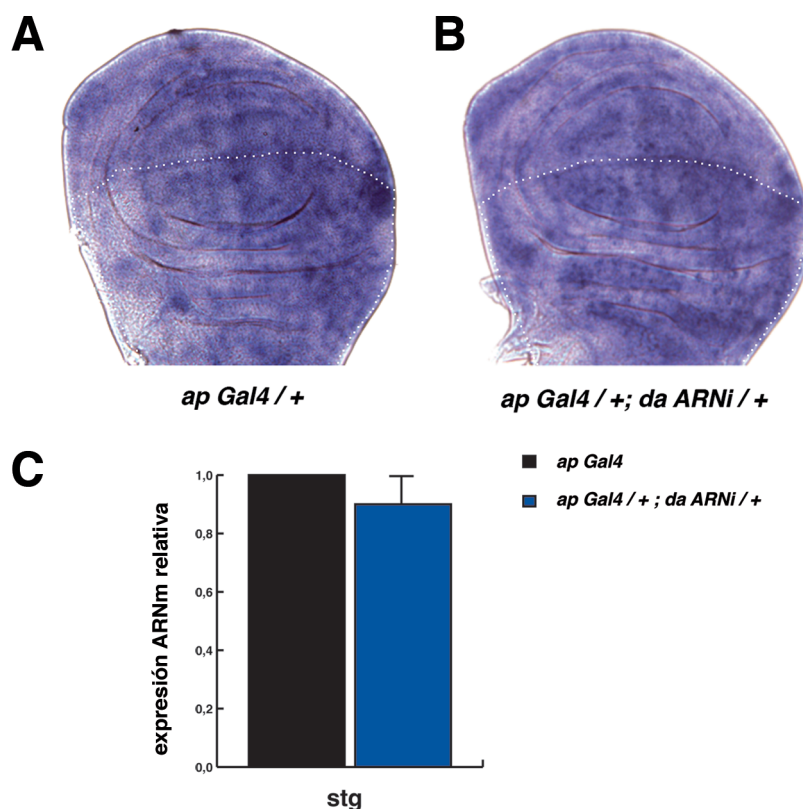 A
B
ap Gal4 / +
ap Gal4 / +; da ARNi / +
C
ap Gal4
ap Gal4 / + ; da ARNi / +
expresión ARNm relativa
1,0
0,8
0,6
0,4
0,2
0,0
stg